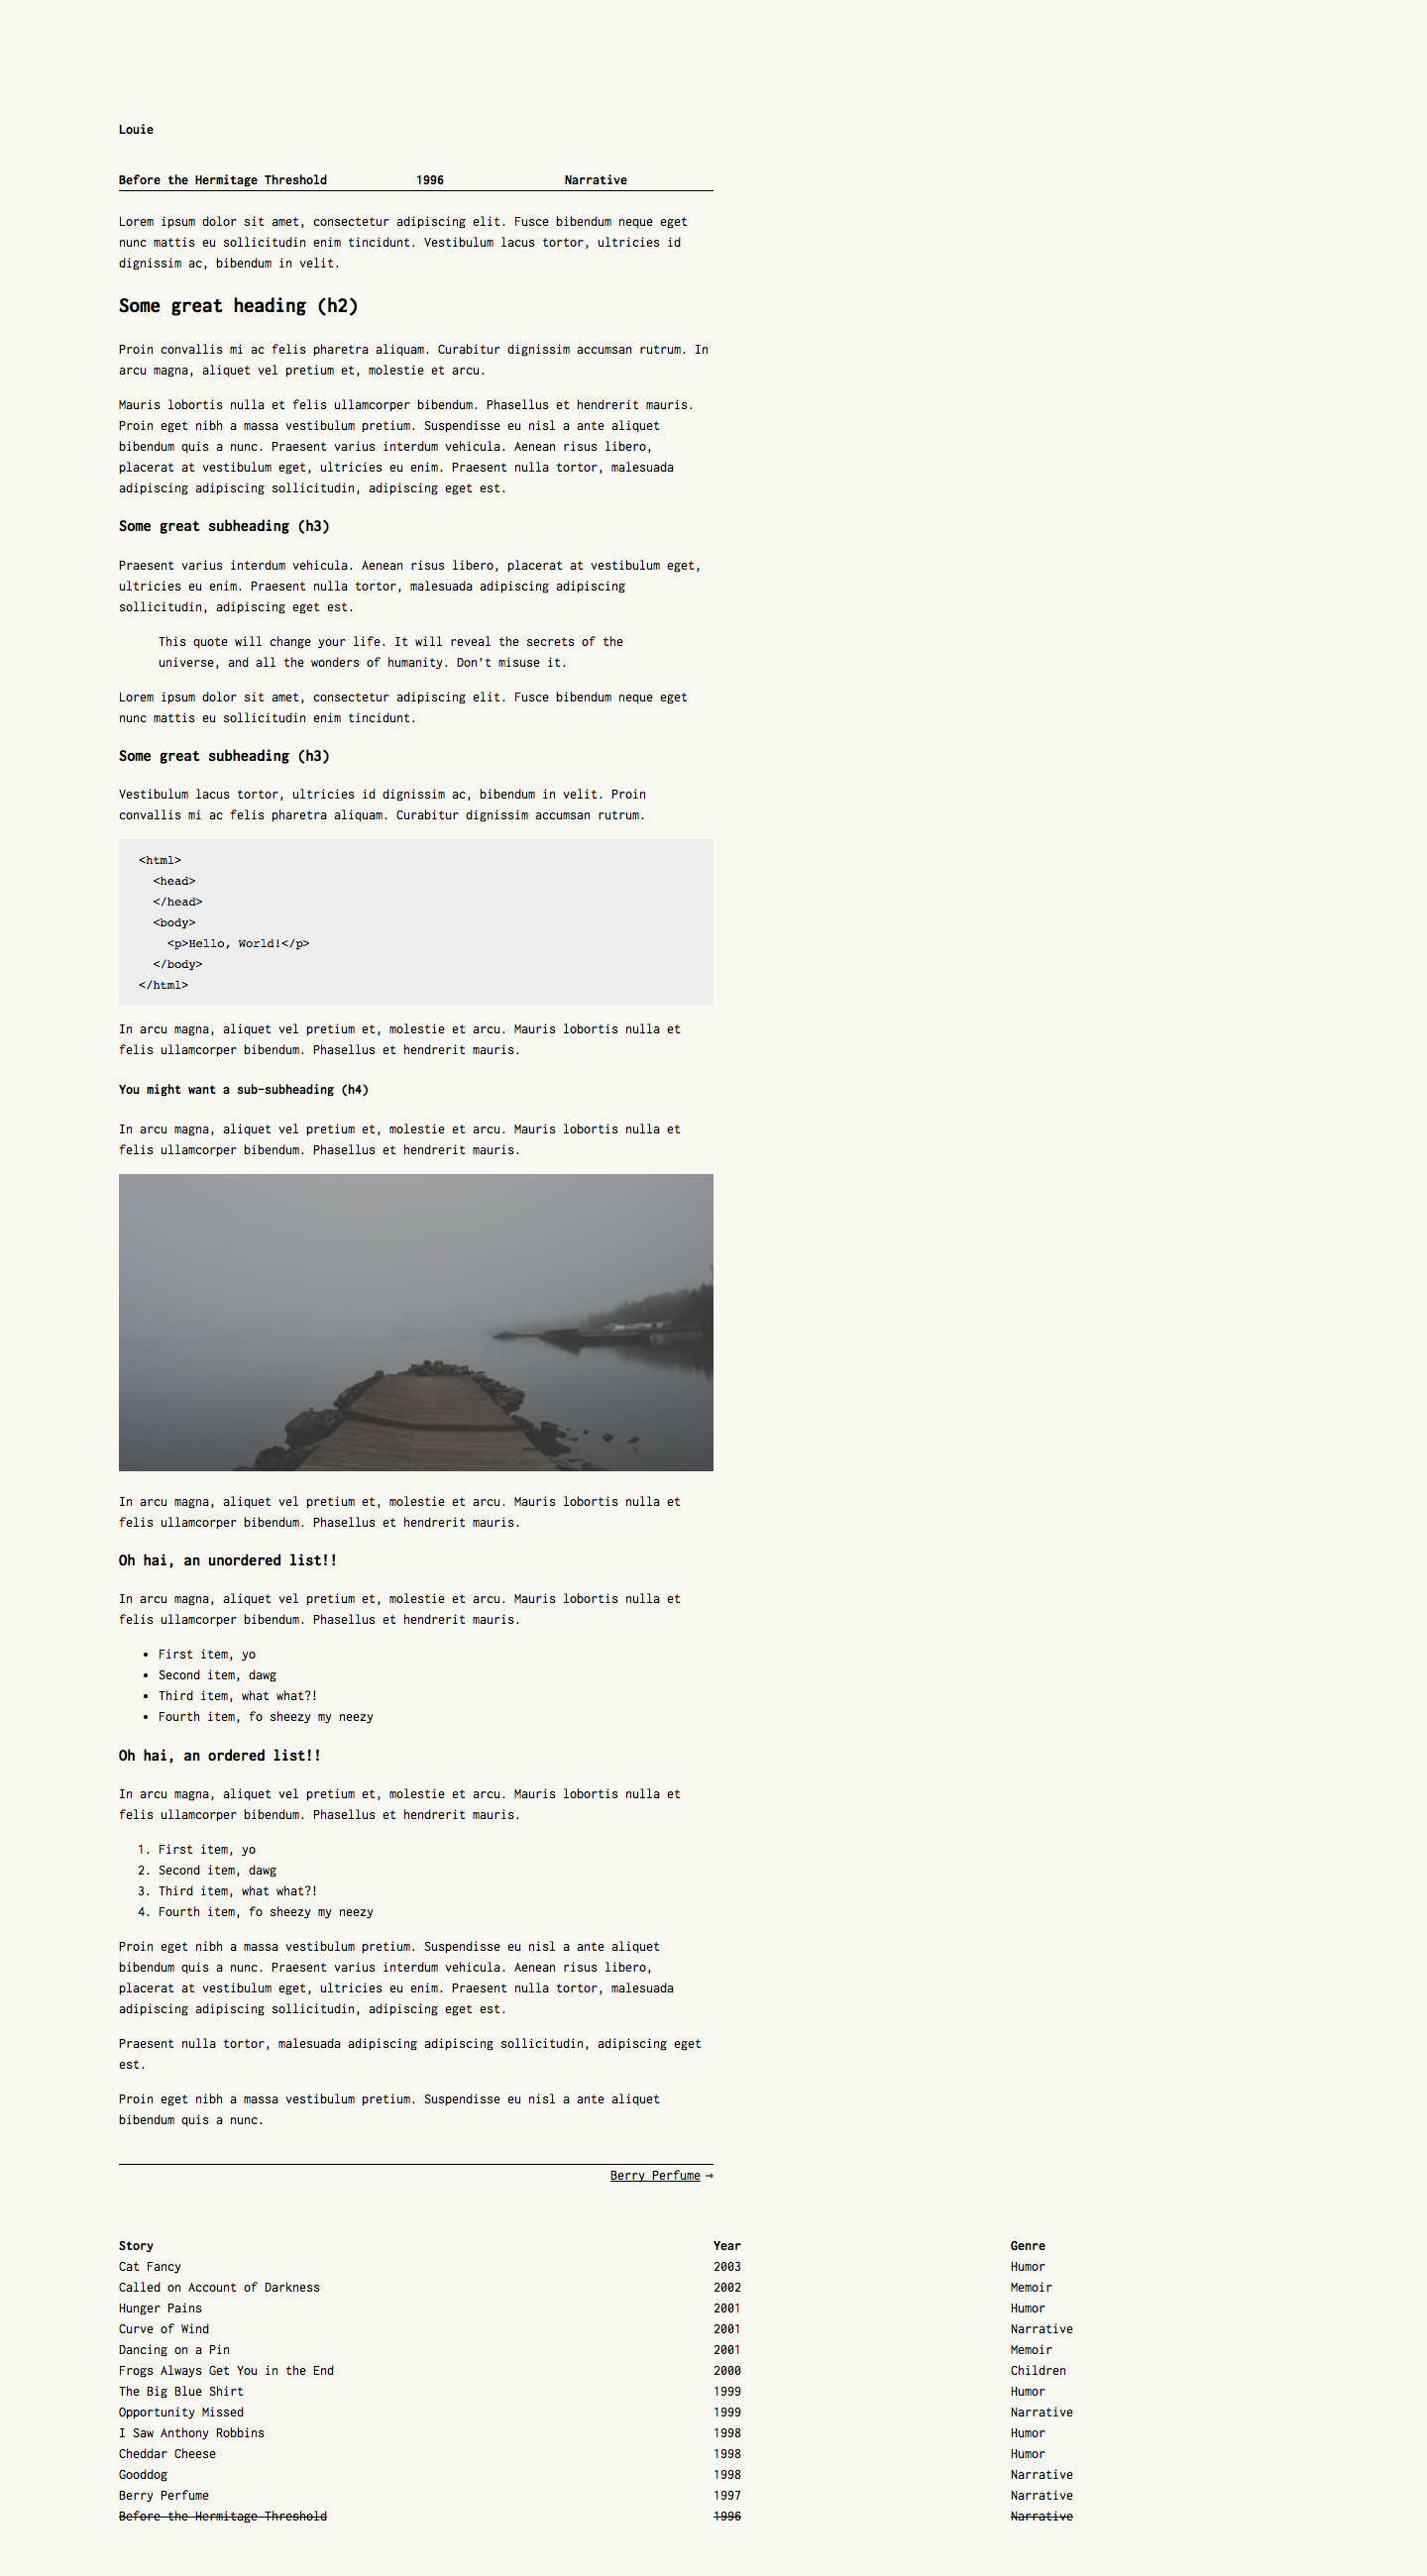 Louie
Before the Hermitage Threshold 1996 Narrative
Lorem ipsum dolor sit amet, consectetur adipiscing elit. Fusce bibendum neque eget
nunc mattis eu sollicitudin enim tincidunt. Vestibulum lacus tortor, ultricies id
dignissim ac, bibendum in velit.
Some great heading (h2)
Proin convallis mi ac felis pharetra aliquam. Curabitur dignissim accumsan rutrum. In
arcu magna, aliquet vel pretium et, molestie et arcu.
Mauris lobortis nulla et felis ullamcorper bibendum. Phasellus et hendrerit mauris.
Proin eget nibh a massa vestibulum pretium. Suspendisse eu nisl a ante aliquet
bibendum quis a nunc. Praesent varius interdum vehicula. Aenean risus libero,
placerat at vestibulum eget, ultricies eu enim. Praesent nulla tortor, malesuada
adipiscing adipiscing sollicitudin, adipiscing eget est.
Some great subheading (h3)
Praesent varius interdum vehicula. Aenean risus libero, placerat at vestibulum eget,
ultricies eu enim. Praesent nulla tortor, malesuada adipiscing adipiscing
sollicitudin, adipiscing eget est.
This quote will change your life. It will reveal the secrets of the
universe, and all the wonders of humanity. Don’t misuse it.
Lorem ipsum dolor sit amet, consectetur adipiscing elit. Fusce bibendum neque eget
nunc mattis eu sollicitudin enim tincidunt.
Some great subheading (h3)
Vestibulum lacus tortor, ultricies id dignissim ac, bibendum in velit. Proin
convallis mi ac felis pharetra aliquam. Curabitur dignissim accumsan rutrum.
<html>
<head>
</head>
<body>
<p>Hello, World!</p>
</body>
</html>
In arcu magna, aliquet vel pretium et, molestie et arcu. Mauris lobortis nulla et
felis ullamcorper bibendum. Phasellus et hendrerit mauris.
You might want a sub-subheading (h4)
In arcu magna, aliquet vel pretium et, molestie et arcu. Mauris lobortis nulla et
felis ullamcorper bibendum. Phasellus et hendrerit mauris.
In arcu magna, aliquet vel pretium et, molestie et arcu. Mauris lobortis nulla et
felis ullamcorper bibendum. Phasellus et hendrerit mauris.
Oh hai, an unordered list!!
In arcu magna, aliquet vel pretium et, molestie et arcu. Mauris lobortis nulla et
felis ullamcorper bibendum. Phasellus et hendrerit mauris.
• First item, yo
• Second item, dawg
• Third item, what what?!
• Fourth item, fo sheezy my neezy
Oh hai, an ordered list!!
In arcu magna, aliquet vel pretium et, molestie et arcu. Mauris lobortis nulla et
felis ullamcorper bibendum. Phasellus et hendrerit mauris.
1. First item, yo
2. Second item, dawg
3. Third item, what what?!
4. Fourth item, fo sheezy my neezy
Proin eget nibh a massa vestibulum pretium. Suspendisse eu nisl a ante aliquet
bibendum quis a nunc. Praesent varius interdum vehicula. Aenean risus libero,
placerat at vestibulum eget, ultricies eu enim. Praesent nulla tortor, malesuada
adipiscing adipiscing sollicitudin, adipiscing eget est.
Praesent nulla tortor, malesuada adipiscing adipiscing sollicitudin, adipiscing eget
est.
Proin eget nibh a massa vestibulum pretium. Suspendisse eu nisl a ante aliquet
bibendum quis a nunc.
Berry Perfume →
Story Year Genre
Cat Fancy 2003 Humor
Called on Account of Darkness 2002 Memoir
Hunger Pains 2001 Humor
Curve of Wind 2001 Narrative
Dancing on a Pin 2001 Memoir
Frogs Always Get You in the End 2000 Children
The Big Blue Shirt 1999 Humor
Opportunity Missed 1999 Narrative
I Saw Anthony Robbins 1998 Humor
Cheddar Cheese 1998 Humor
Gooddog 1998 Narrative
Berry Perfume 1997 Narrative
Before the Hermitage Threshold 1996 Narrative